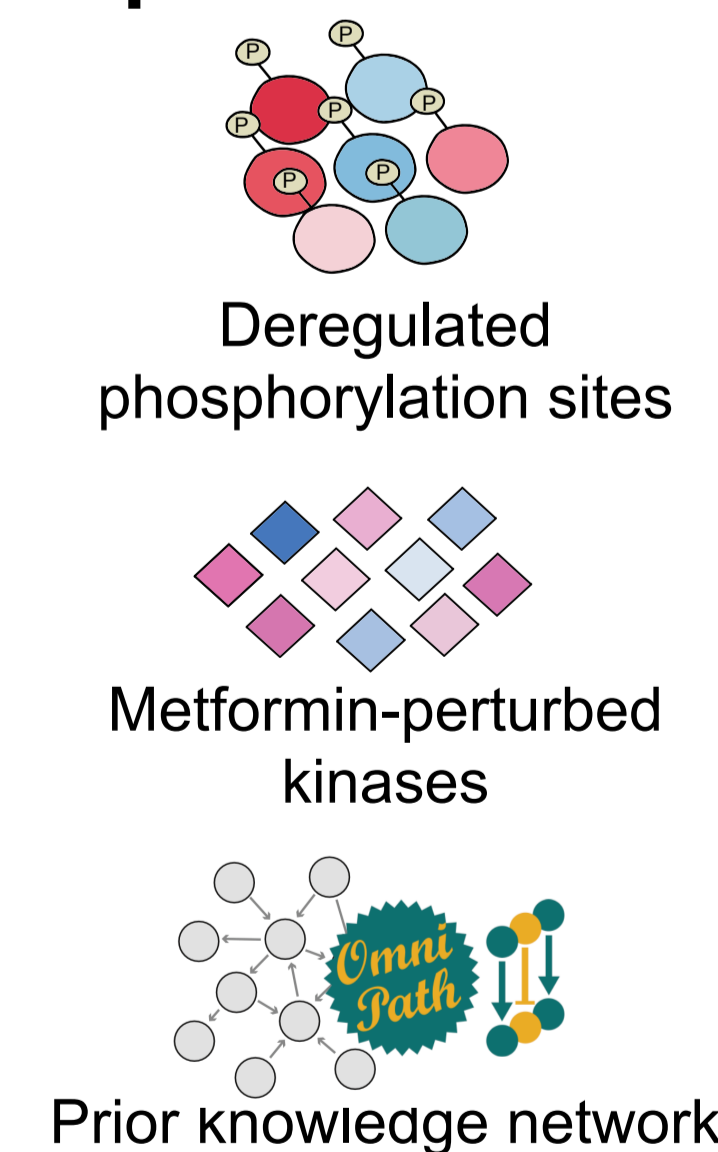 P
P
P
P
P
P
P
Deregulated
phosphorylation sites
Metformin-perturbed
kinases
Omni
Path
Prior knowledge network